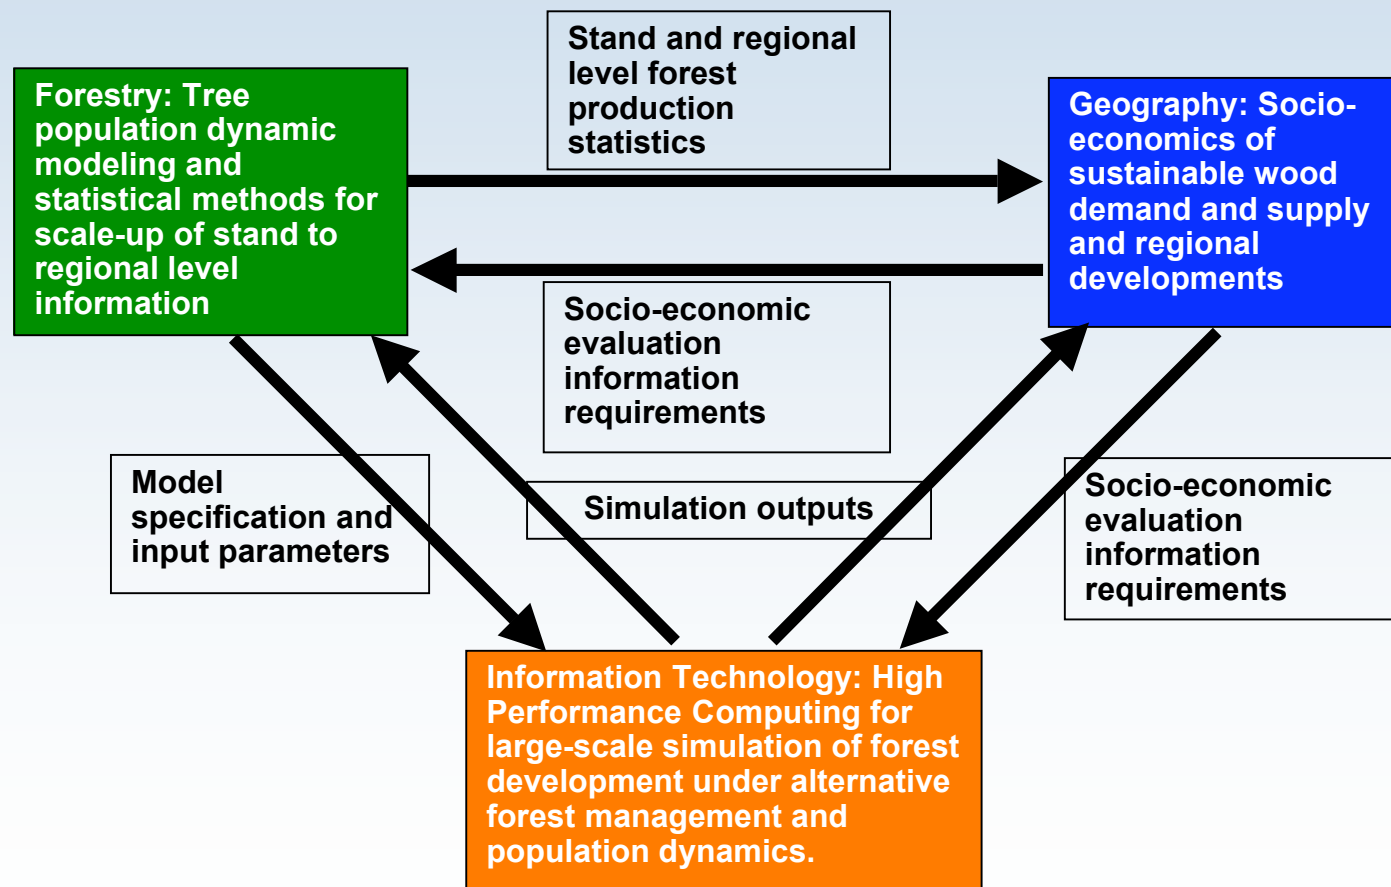 Stand and regional
level forest
production
statistics
Forestry: Tree
population dynamic
modeling and
statistical methods for
scale-up of stand to
regional level
information
Geography: Socio-
economics of
sustainable wood
demand and supply
and regional
developments
Socio-economic
evaluation
information
requirements
Model
specification and
input parameters
Simulation outputs
Socio-economic
evaluation
information
requirements
Information Technology: High
Performance Computing for
large-scale simulation of forest
development under alternative
forest management and
population dynamics.